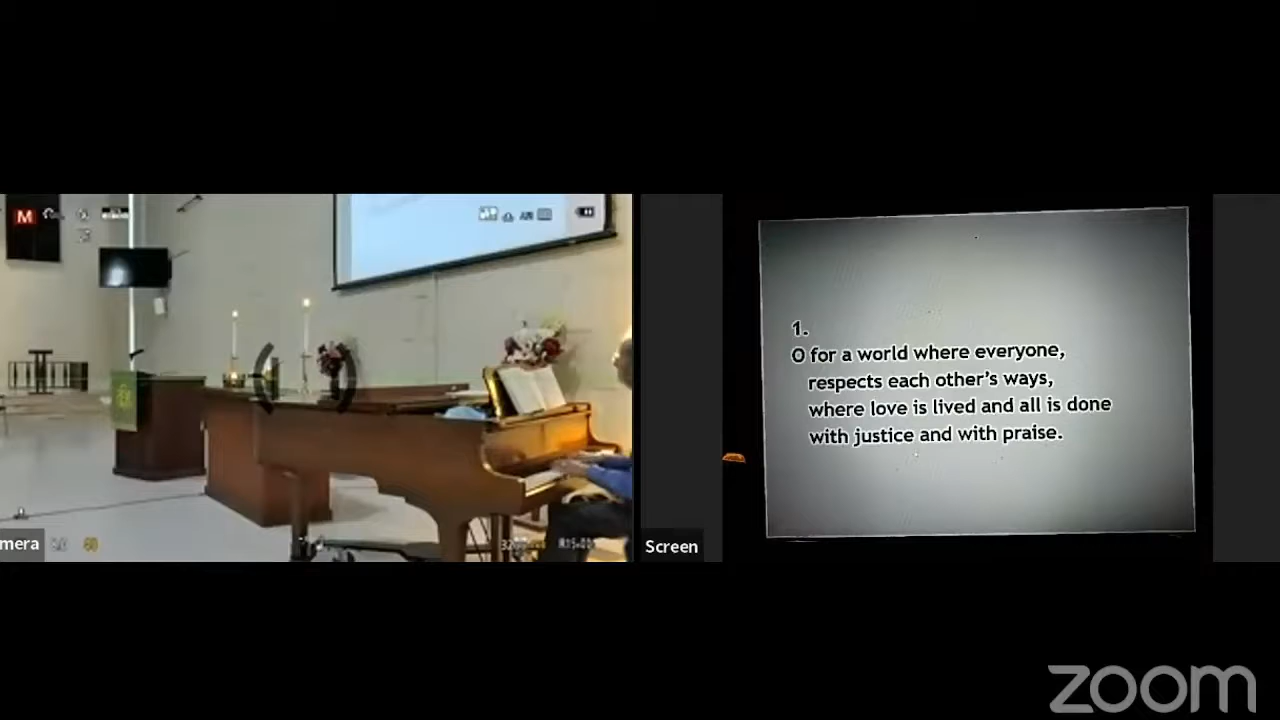 M
mera
Screen
1.
O for a world where everyone,
respects each other's ways,
where love is lived and all is done
with justice and with praise.
zoom